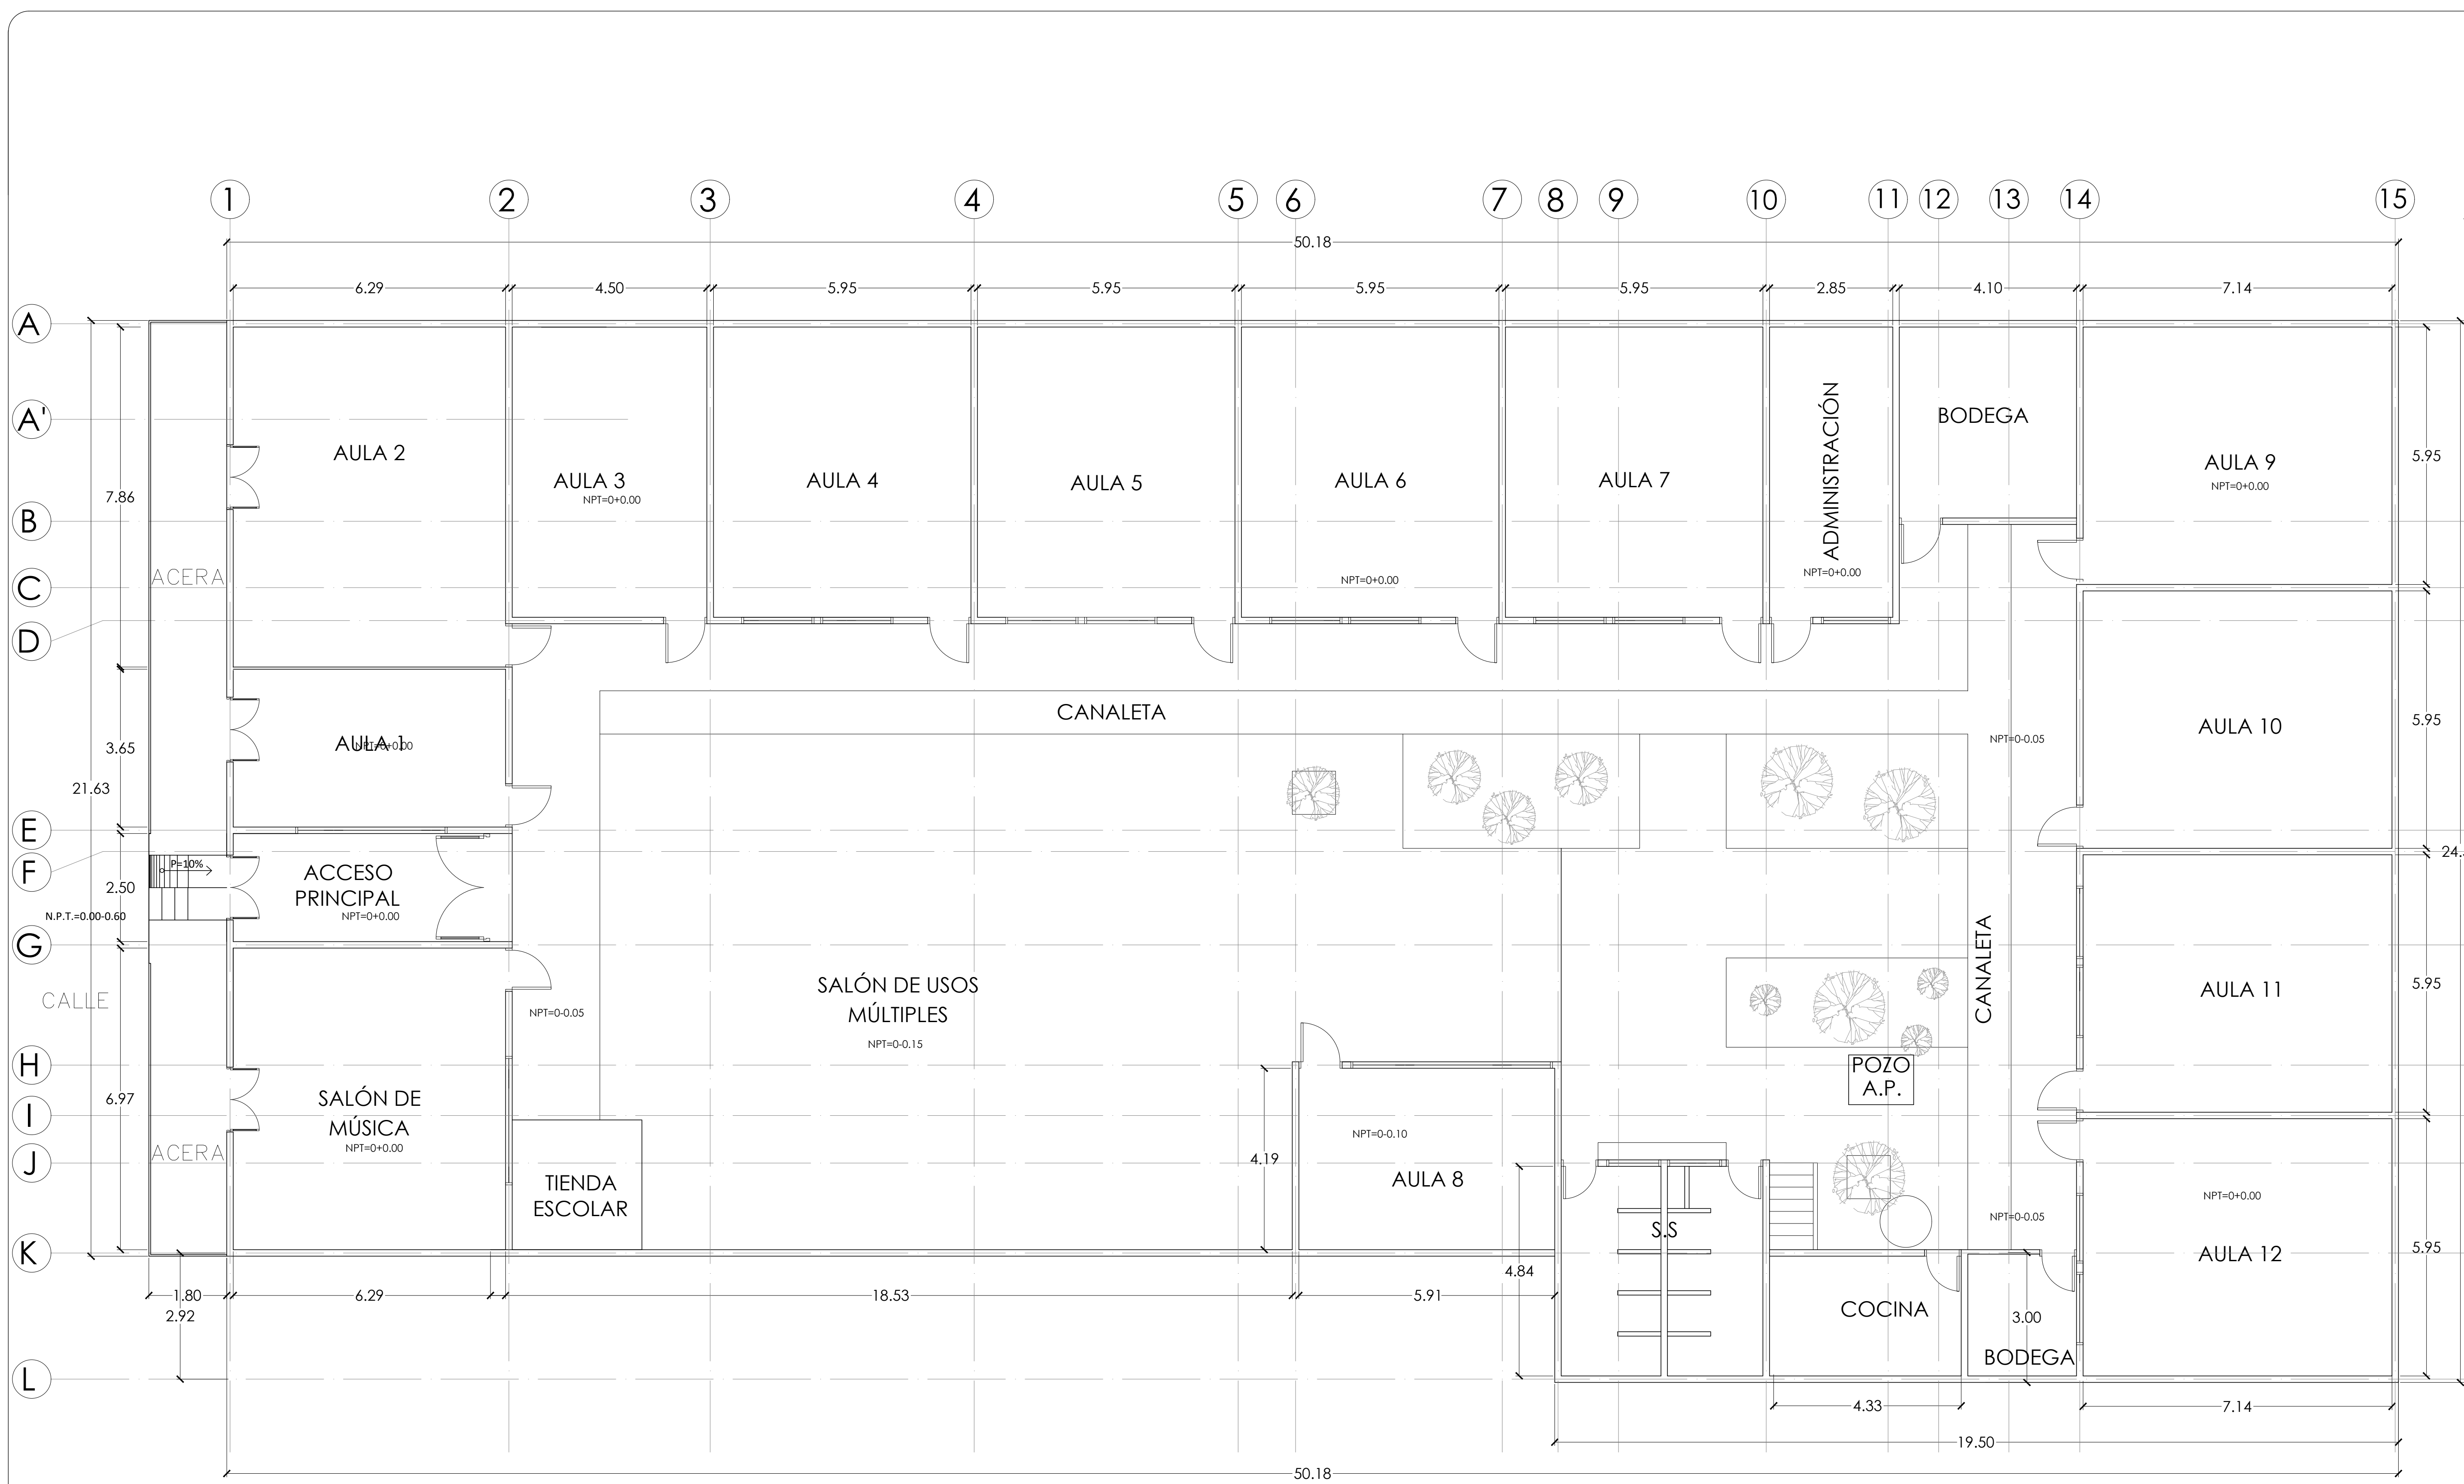 1 2 3 4 5 6 7 8 9 10 11 12 13 14 15
50.18
6.29 4.50 5.95 5.95 5.95 5.95 2.85 4.10 7.14
A
A'
B
C
D
E
F
G
H
I
J
K
L
7.86
3.65
21.63
2.50
6.97
AULA 2
AULA 3
NPT=0+0.00
AULA 4
AULA 5
AULA 6
NPT=0+0.00
AULA 7
ADMINISTRACIÓN
NPT=0+0.00
BODEGA
AULA 9
NPT=0+0.00
5.95
ACERA
CANALETA
AULA 1
NPT=0+0.00
NPT=0-0.05
AULA 10
5.95
P=10%
N.P.T.=0.00-0.60
ACCESO
PRINCIPAL
NPT=0+0.00
CALLE
NPT=0-0.05
SALÓN DE USOS
MÚLTIPLES
NPT=0-0.15
CANALETA
AULA 11
5.95
POZO
A.P.
SALÓN DE
MÚSICA
NPT=0+0.00
ACERA
TIENDA
ESCOLAR
4.19
NPT=0-0.10
AULA 8
S.S
NPT=0-0.05
NPT=0+0.00
AULA 12
5.95
4.84
COCINA
3.00
BODEGA
1.80 6.29 18.53 5.91
2.92
4.33 7.14
19.50
50.18